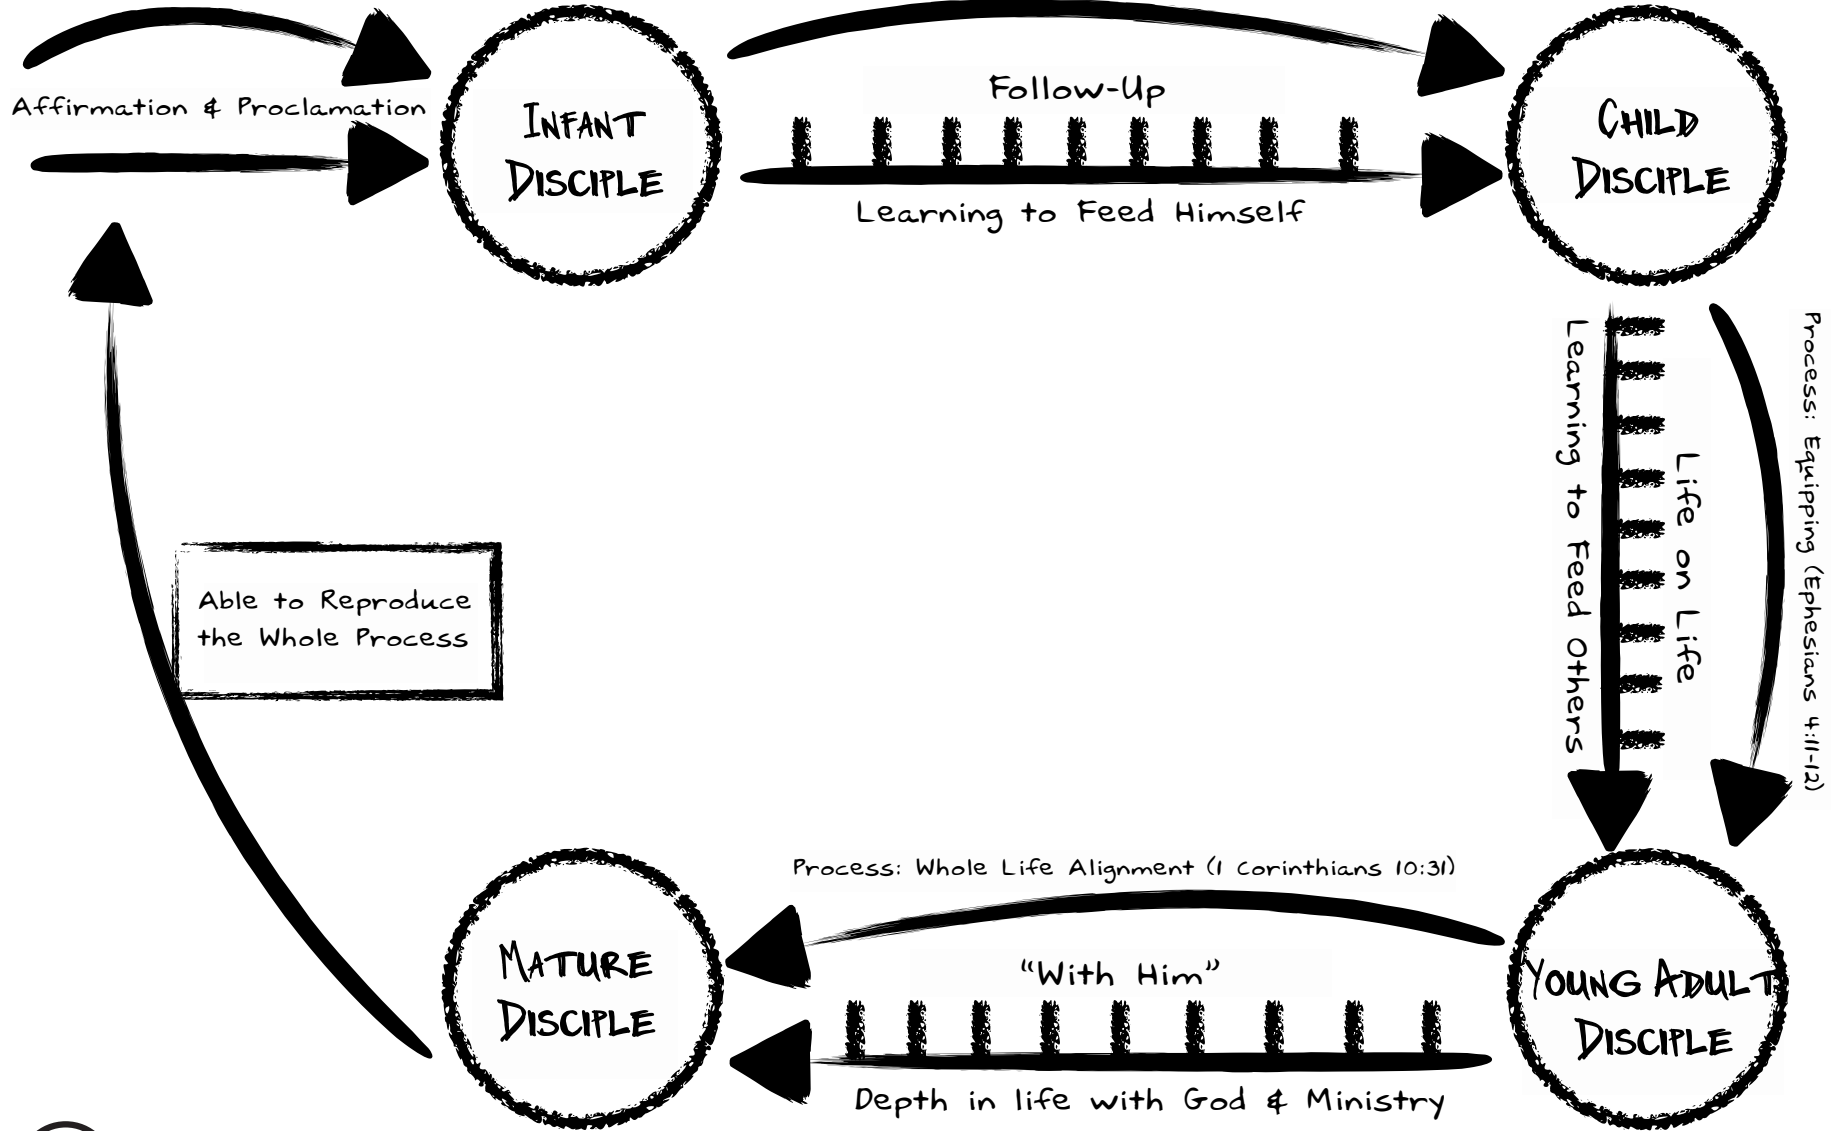 Affirmation & Proclamation
INFANT
DISCIPLE
Follow-Up
Learning to Feed Himself
CHILD
DISCIPLE
Learning to Feed Others
Life on Life
Process: Equipping (Ephesians 4:11-12)
YOUNG ADULT
DISCIPLE
Process: Whole Life Alignment (1 Corinthians 10:31)
“With Him”
Depth in life with God & Ministry
MATURE
DISCIPLE
Able to Reproduce
the Whole Process